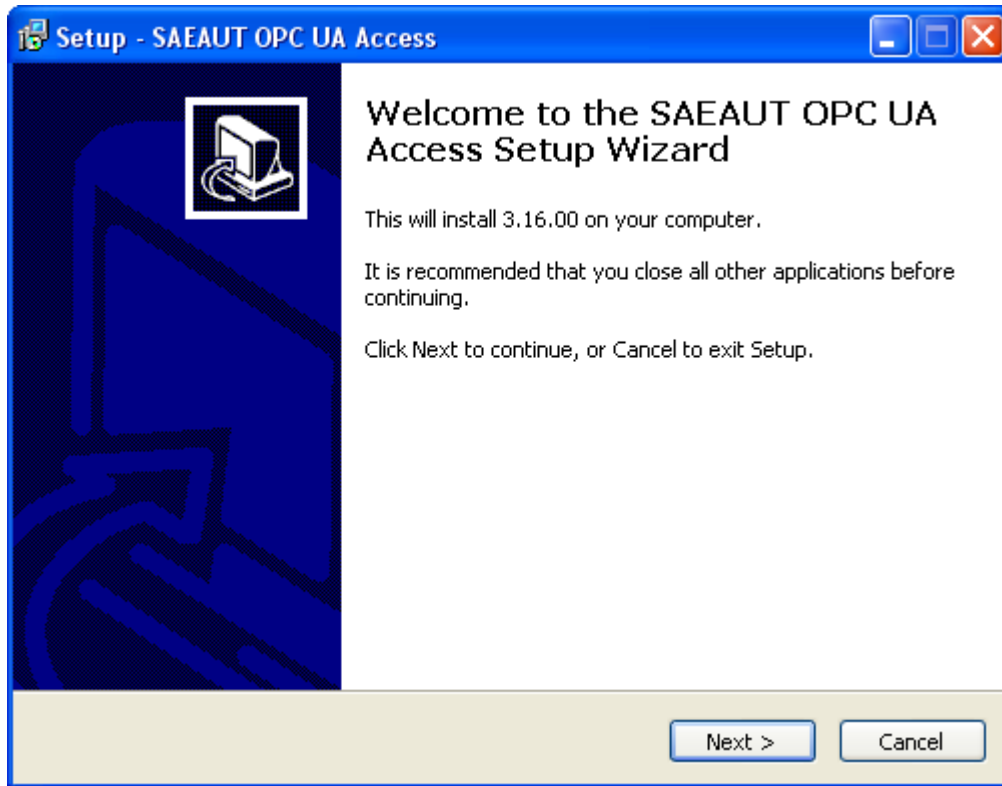 Setup - SAEAUT OPC UA Access
Welcome to the SAEAUT OPC UA
Access Setup Wizard
This will install 3.16.00 on your computer.
It is recommended that you close all other applications before
continuing.
Click Next to continue, or Cancel to exit Setup.
Next >
Cancel